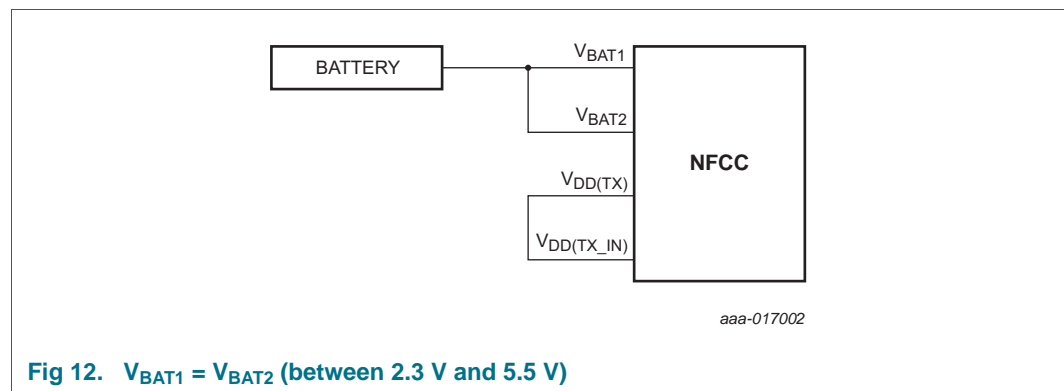 BATTERY
VBAT1
VBAT2
NFCC
VDD(TX)
VDD(TX_IN)
aaa-017002
Fig 12. VBAT1 = VBAT2 (between 2.3 V and 5.5 V)